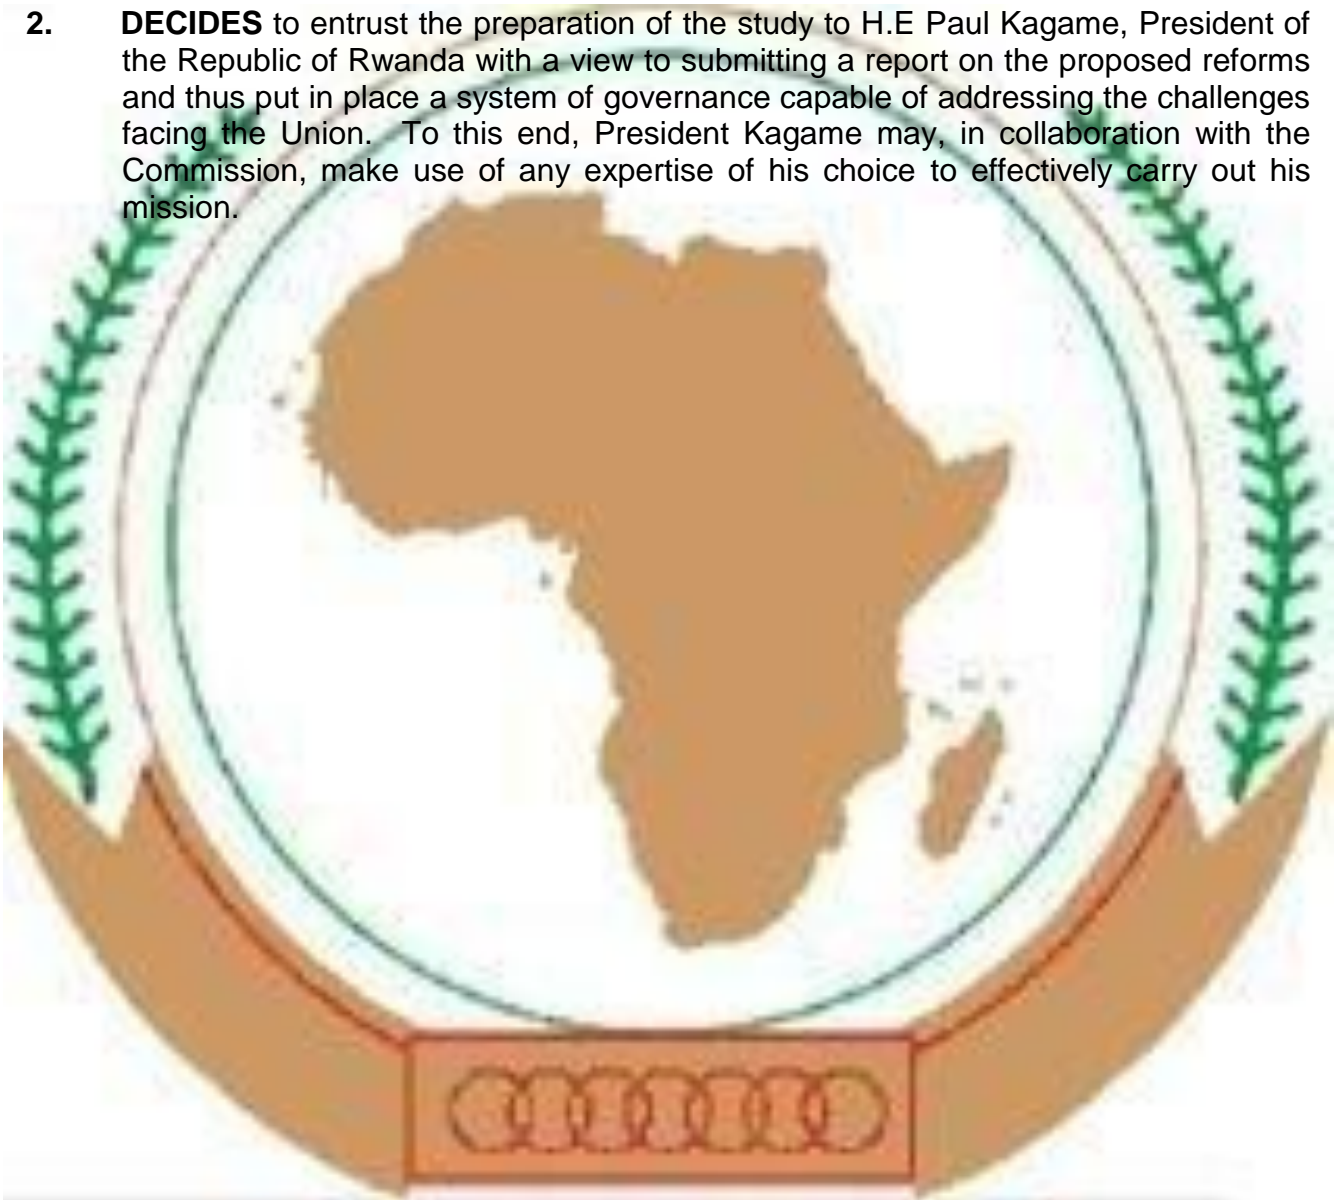 2. DECIDES to entrust the preparation of the study to H.E Paul Kagame, President of
the Republic of Rwanda with a view to submitting a report on the proposed reforms
and thus put in place a system of governance capable of addressing the challenges
facing the Union. To this end, President Kagame may, in collaboration with the
Commission, make use of any expertise of his choice to effectively carry out his
mission.